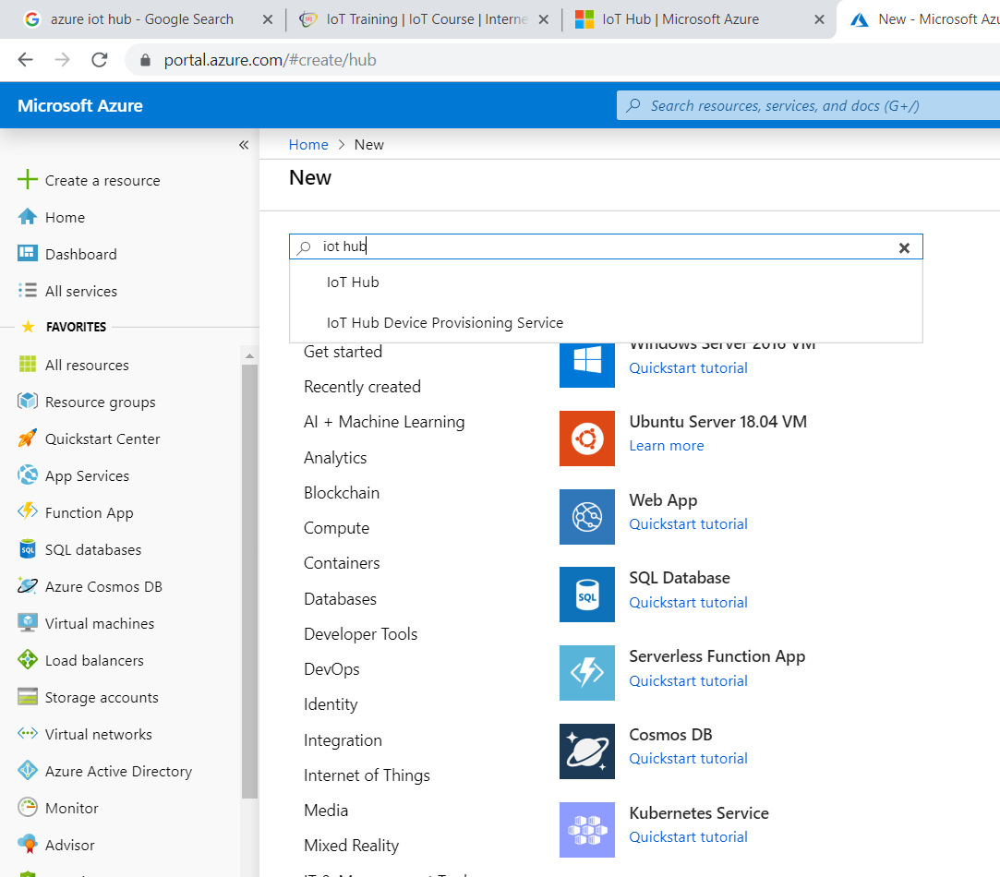 azure iot hub - Google Search
IoT Training | IoT Course | Interne
IoT Hub | Microsoft Azure
New - Microsoft Azu
portal.azure.com/#create/hub
Microsoft Azure
Search resources, services, and docs (G+/)
«
Home > New
New
Create a resource
Home
Dashboard
All services
FAVORITES
All resources
Resource groups
Quickstart Center
App Services
Function App
SQL databases
Azure Cosmos DB
Virtual machines
Load balancers
Storage accounts
Virtual networks
Azure Active Directory
Monitor
Advisor
iot hub
IoT Hub
IoT Hub Device Provisioning Service
Get started
Recently created
AI + Machine Learning
Analytics
Blockchain
Compute
Containers
Databases
Developer Tools
DevOps
Identity
Integration
Internet of Things
Media
Mixed Reality
Windows Server 2016 VM
Quickstart tutorial
Ubuntu Server 18.04 VM
Learn more
Web App
Quickstart tutorial
SQL
SQL Database
Quickstart tutorial
Serverless Function App
Quickstart tutorial
Cosmos DB
Quickstart tutorial
Kubernetes Service
Quickstart tutorial